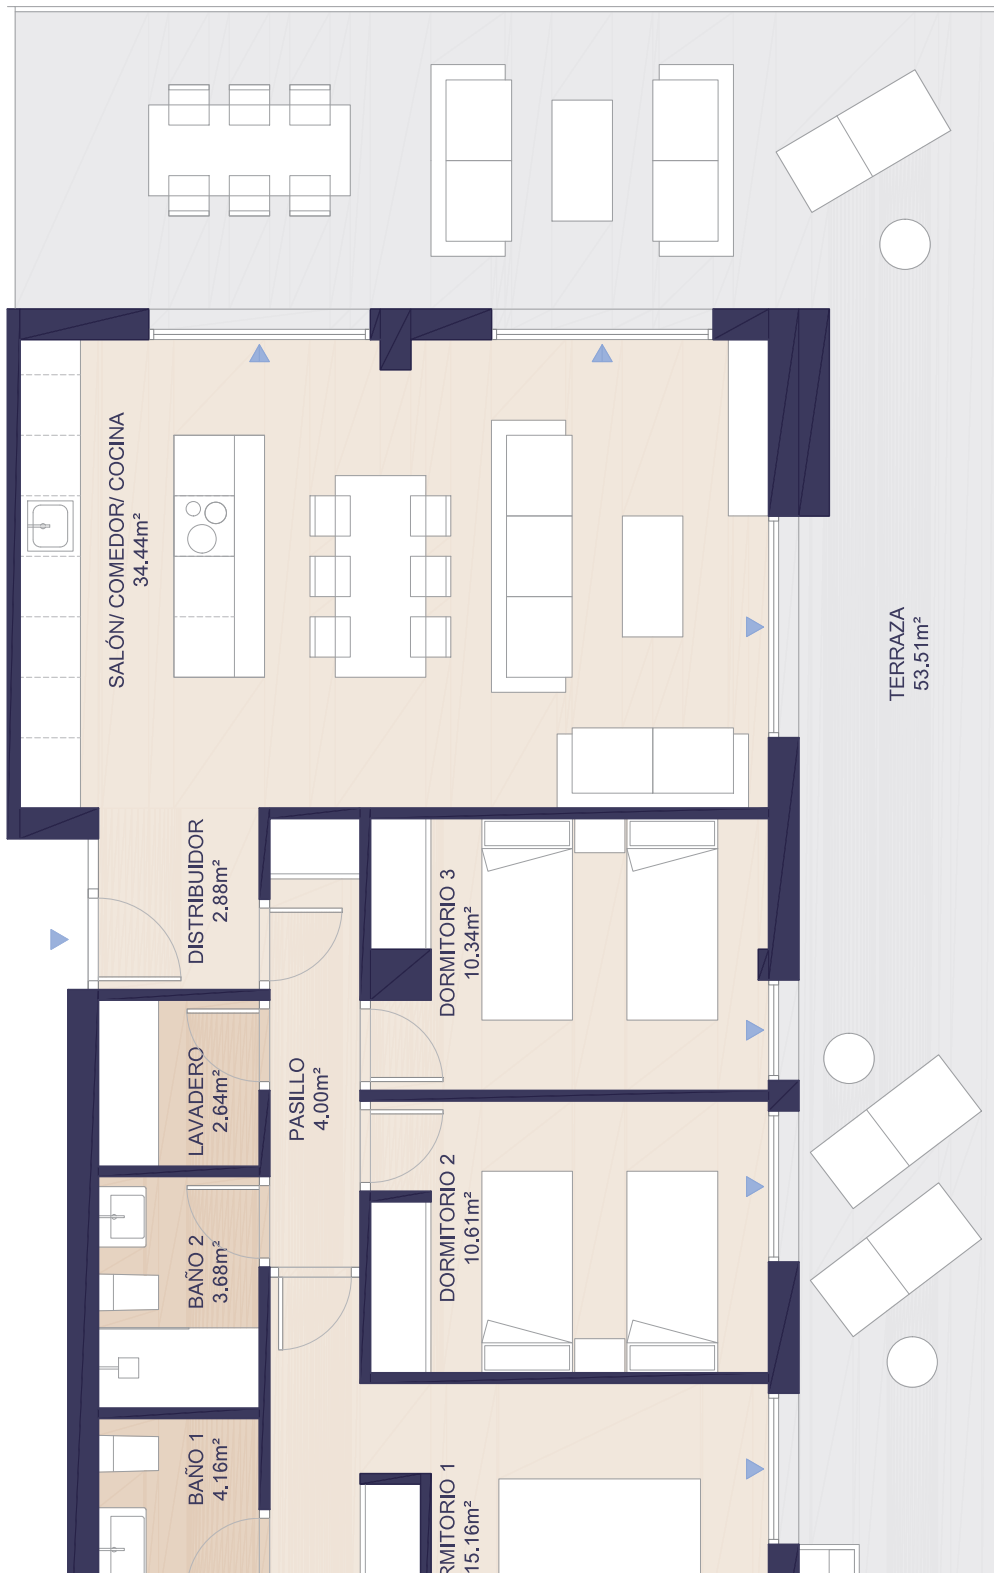 SALÓN/ COMEDOR/ COCINA
34.44m²
TERRAZA
53.51m²
DISTRIBUIDOR
2.88m²
DORMITORIO 3
10.34m²
LAVADERO
2.64m²
PASILLO
4.00m²
DORMITORIO 2
10.61m²
BAÑO 2
3.68m²
BAÑO 1
4.16m²
RMITORIO 1
15.16m²